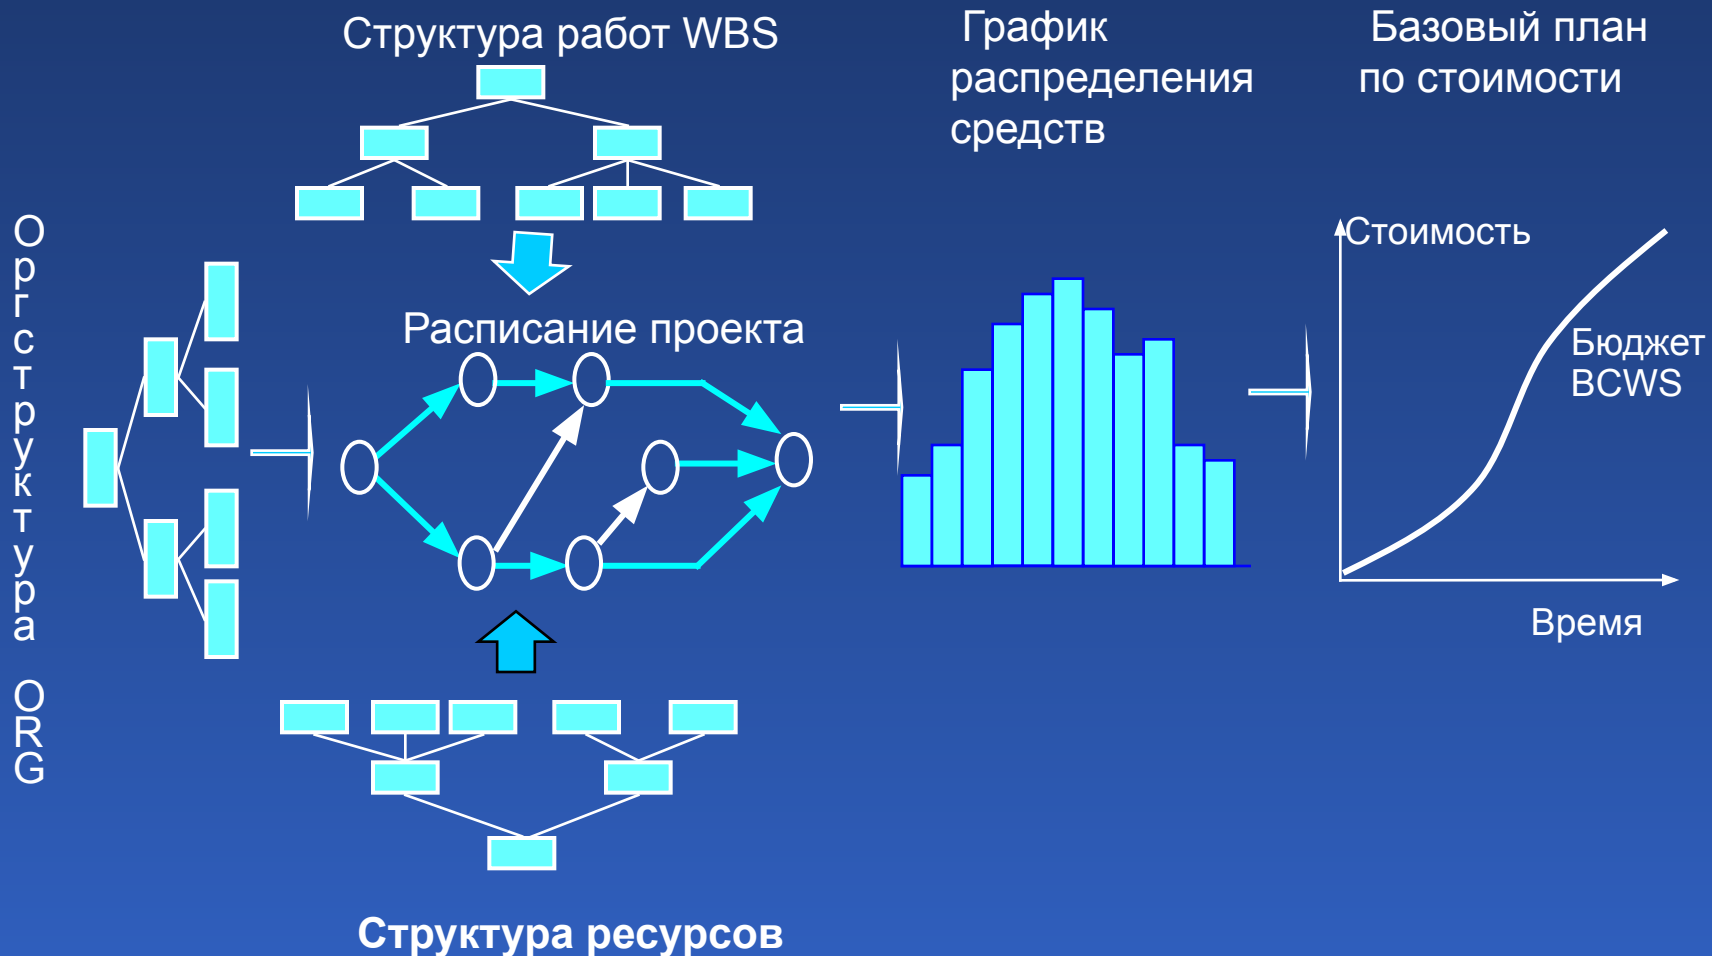 Структура работ WBS
График
распределения
средств
Базовый план
по стоимости
Оргструктура ORG
Расписание проекта
Стоимость
Бюджет
BCWS
Время
Структура ресурсов